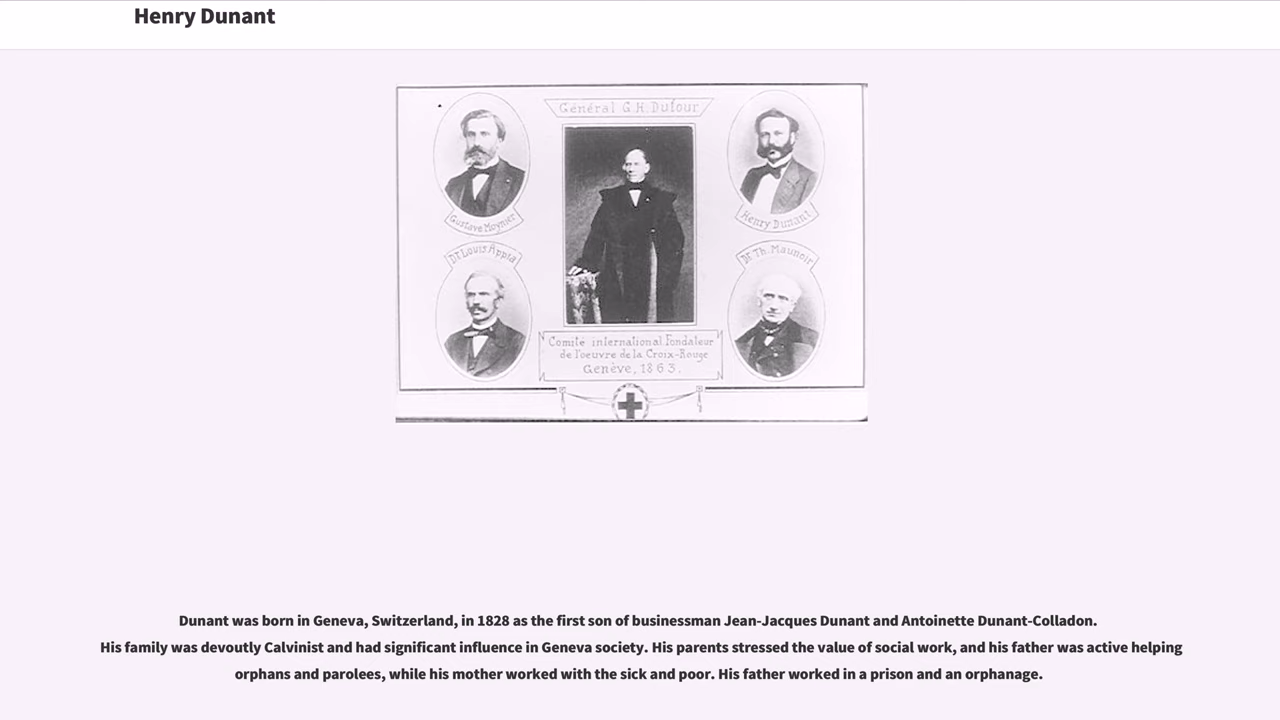 Henry Dunant
Général G.H. Dufour
Gustave Moynier
Henry Dunant
Dr Louis Appia
Dr Th. Maunoir
Comité international Fondateur
de l'oeuvre de la Croix-Rouge
Genève, 1863.
Dunant was born in Geneva, Switzerland, in 1828 as the first son of businessman Jean-Jacques Dunant and Antoinette Dunant-Colladon.
His family was devoutly Calvinist and had significant influence in Geneva society. His parents stressed the value of social work, and his father was active helping
orphans and parolees, while his mother worked with the sick and poor. His father worked in a prison and an orphanage.